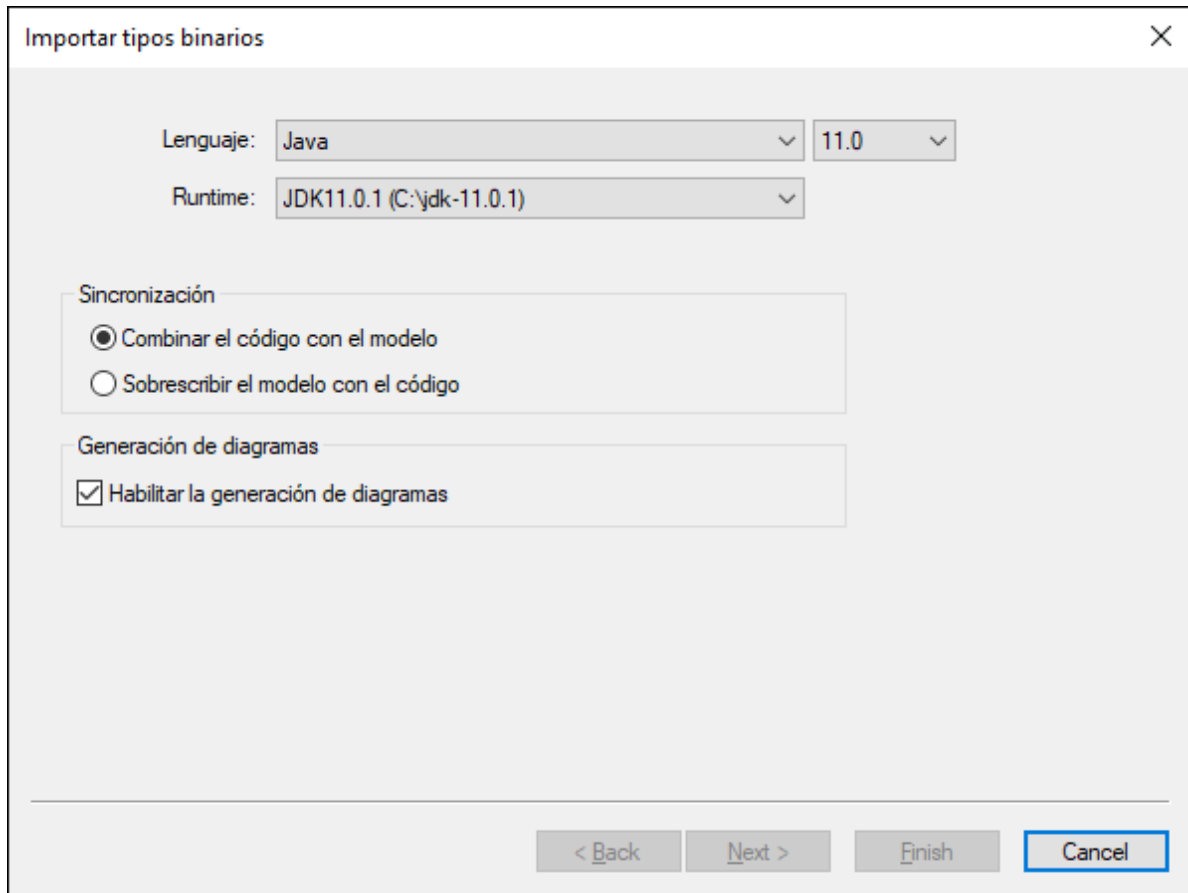 Importar tipos binarios
Lenguaje: Java 11.0
Runtime: JDK11.0.1 (C:\jdk-11.0.1)
Sincronización
Combinar el código con el modelo
Sobrescribir el modelo con el código
Generación de diagramas
Habilitar la generación de diagramas
< Back Next > Finish Cancel